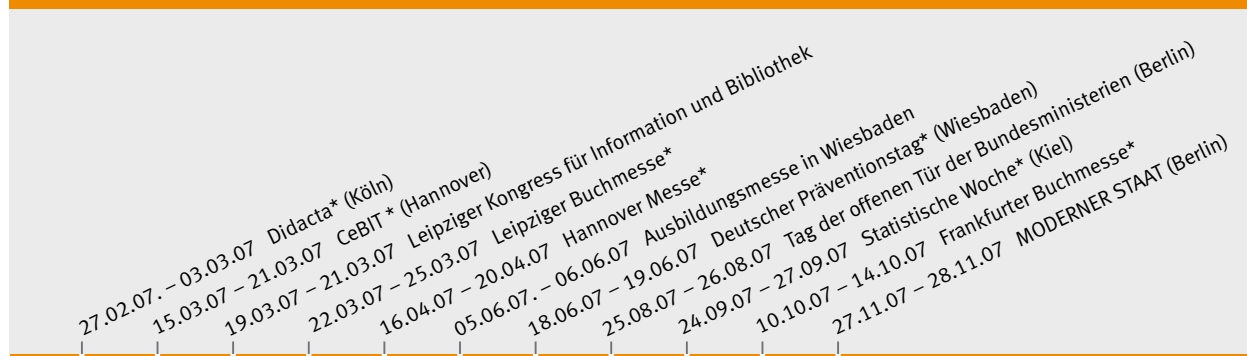 27.02.07. – 03.03.07 Didacta* (Köln)
15.03.07 – 21.03.07 CeBIT * (Hannover)
19.03.07 – 21.03.07 Leipziger Kongress für Information und Bibliothek
22.03.07 – 25.03.07 Leipziger Buchmesse*
16.04.07 – 20.04.07 Hannover Messe*
05.06.07. – 06.06.07 Ausbildungsmesse in Wiesbaden
18.06.07 – 19.06.07 Deutscher Präventionstag* (Wiesbaden)
25.08.07 – 26.08.07 Tag der offenen Tür der Bundesministerien (Berlin)
24.09.07 – 27.09.07 Statistische Woche* (Kiel)
10.10.07 – 14.10.07 Frankfurter Buchmesse*
27.11.07 – 28.11.07 MODERNER STAAT (Berlin)